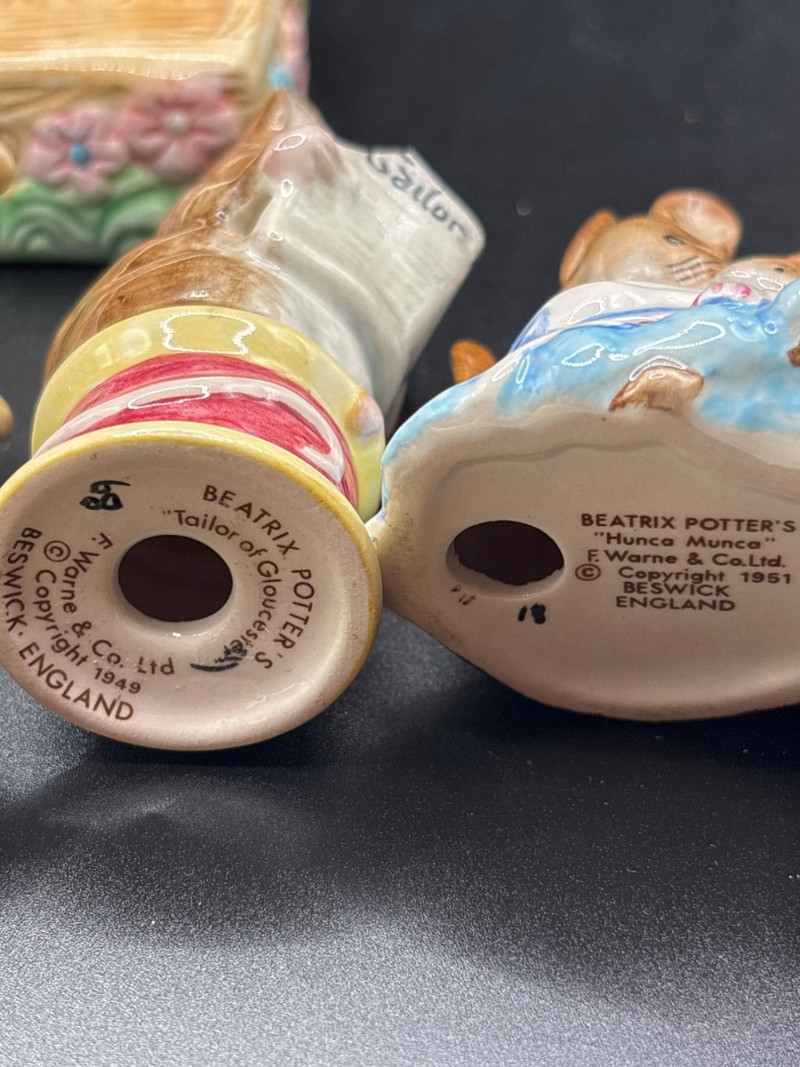 Tailor
BEATRIX POTTER'S
"Tailor of Gloucester"
F. Warne & Co. Ltd
© Copyright 1949
BESWICK · ENGLAND
BEATRIX POTTER'S
"Hunca Munca"
F. Warne & Co. Ltd.
© Copyright 1951
BESWICK
ENGLAND
18